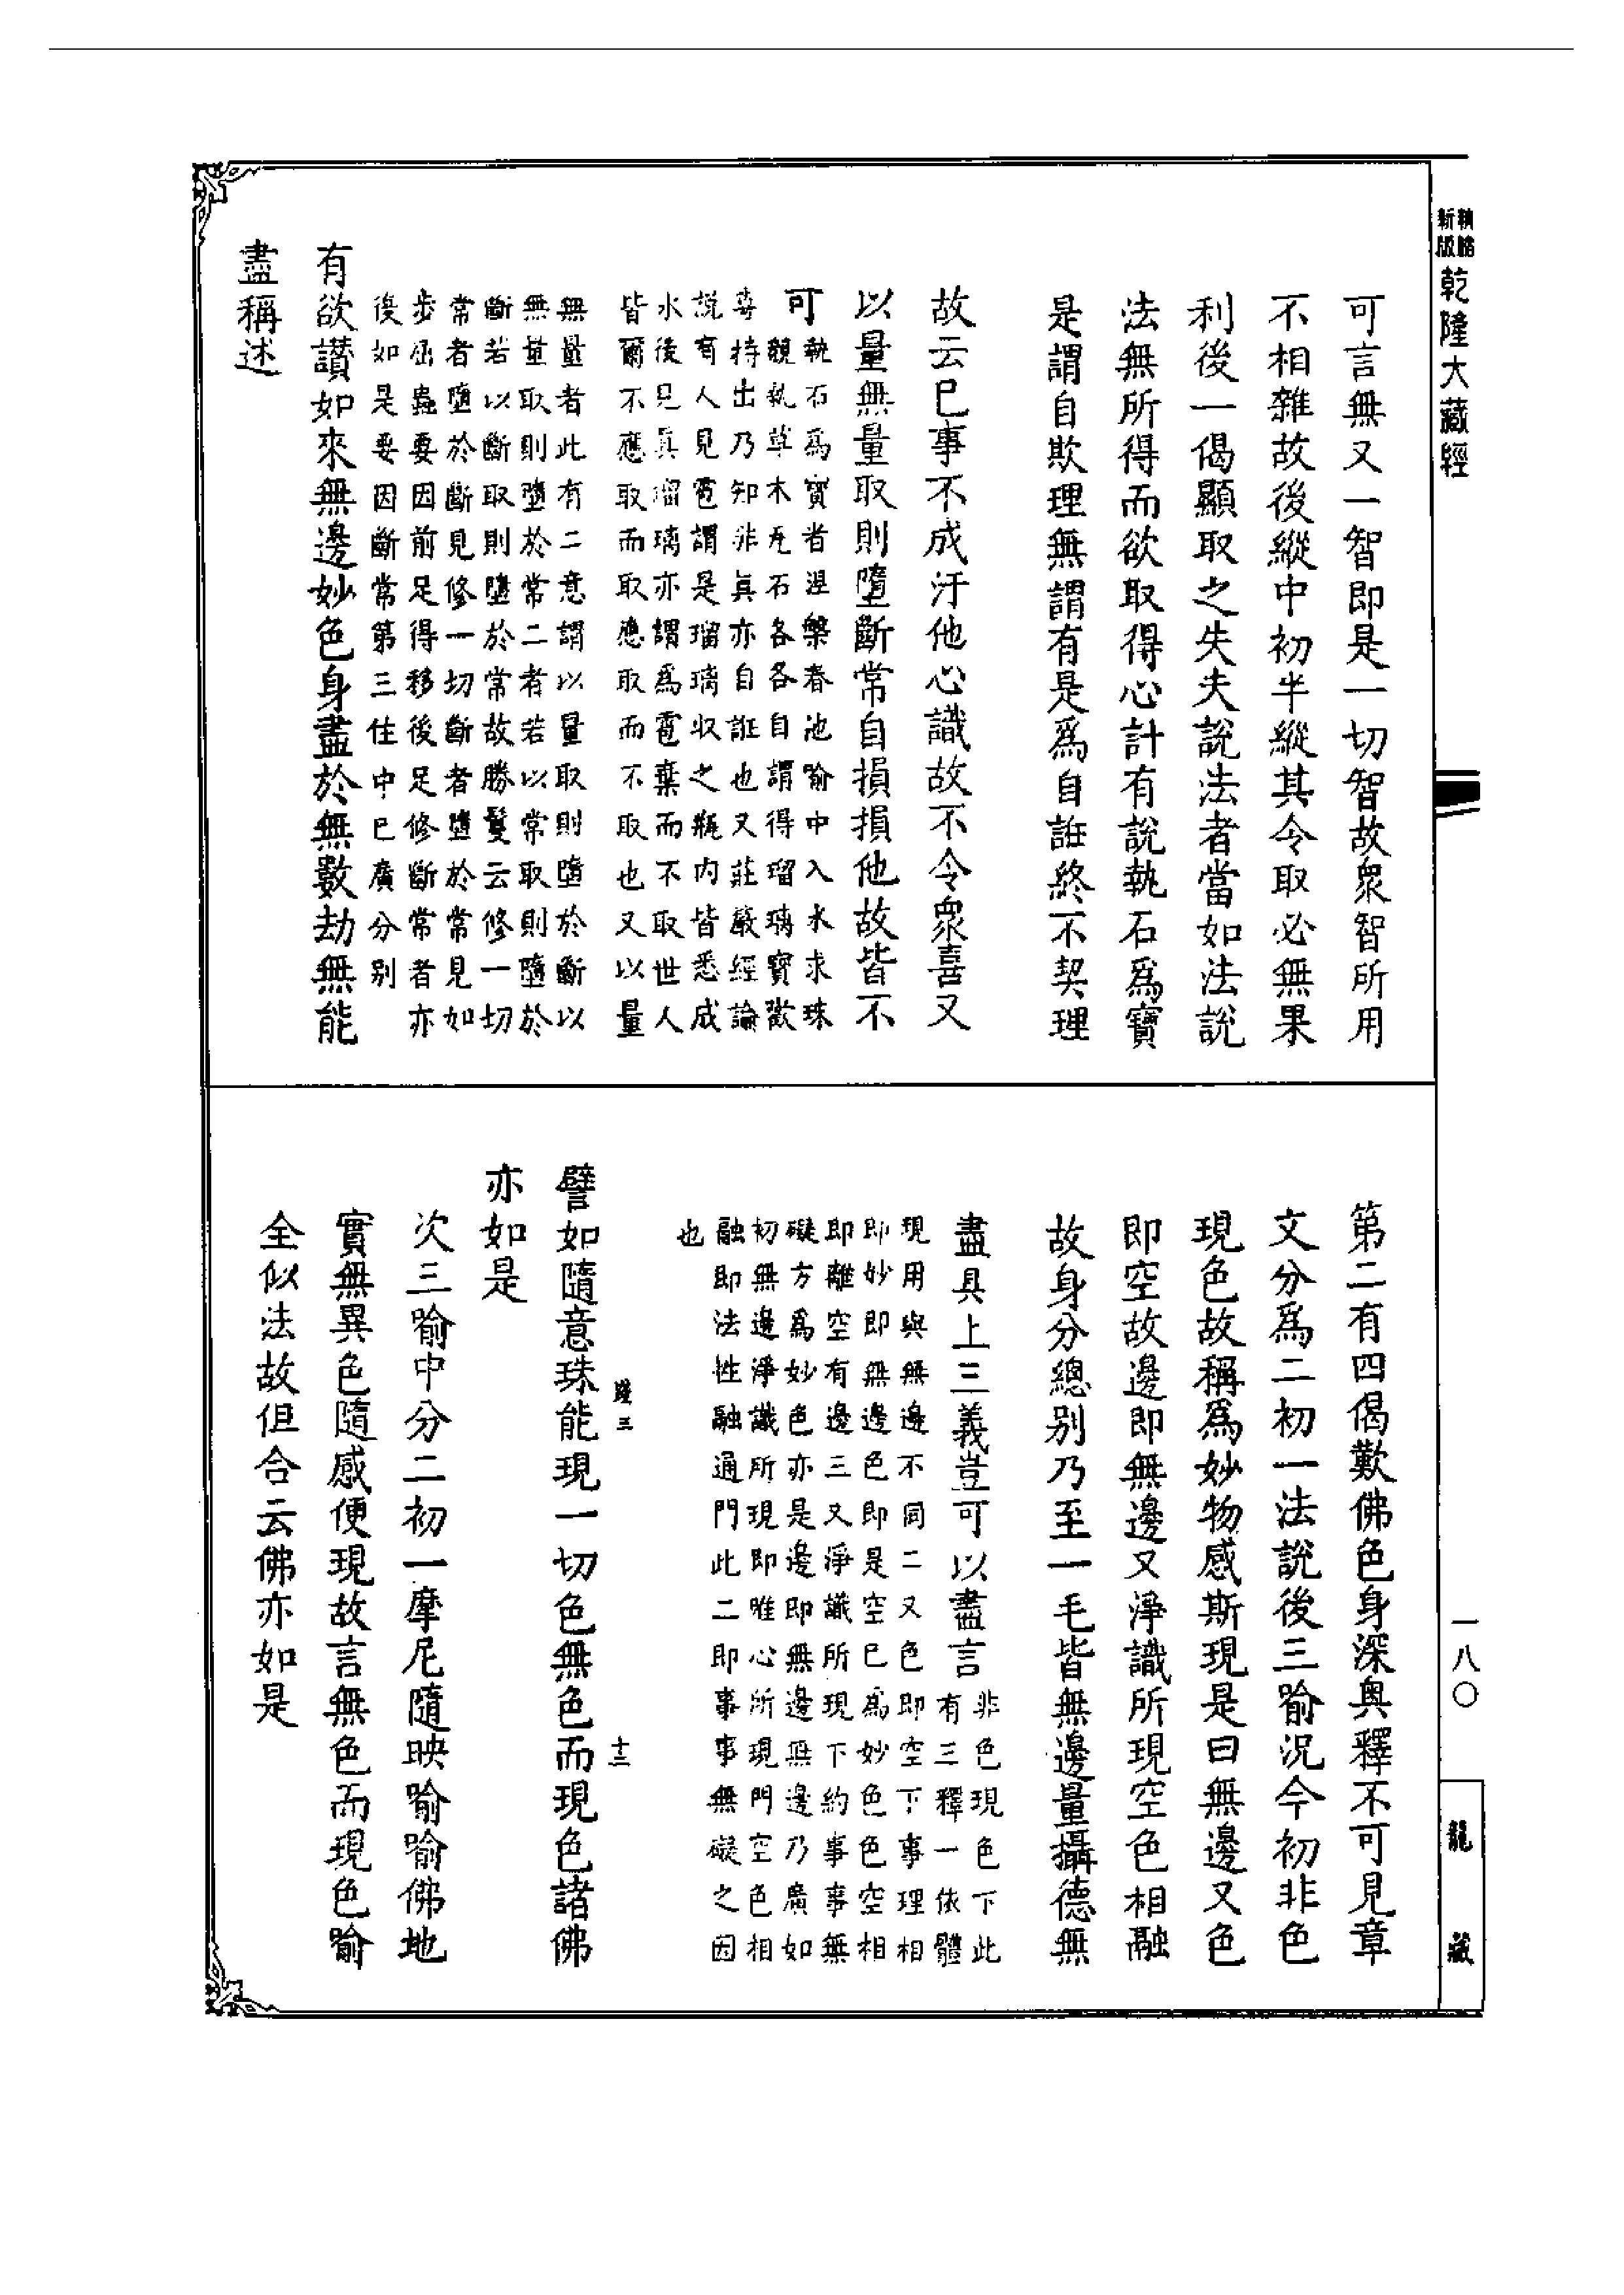 新版
乾隆大藏經
可言無又一智即是一切智故衆智所用
不相雜故後縱中初半縱其令取必無果
利後一偈顯取之失夫說法者當如法說
法無所得而欲取得心計有說執石爲寶
是謂自欺理無謂有是爲自誑終不契理
故云已事不成汙他心識故不令衆喜又
以量無量取則墮斷常自損損他故皆不
可
執石爲寶者涅槃春池喻中入水求珠
競執草木瓦石各各自謂得瑠璃寶歡
喜持出乃知非真亦自誑也又莊嚴經論
說有人見雹謂是瑠璃収之瓶内皆悉成
水後見真瑠璃亦謂爲雹棄而不取世人
皆爾不應取而取應取而不取也又以量
無量者此有二意謂以量取則墮於斷以
無量取則墮於常二者若以常取則墮於
斷若以斷取則墮於常故勝鬘云修一切
常者墮於斷見修一切斷者墮於常見如
步屈蟲要因前足得移後足修斷常者亦
復如是要因斷常第三住中已廣分别
有欲讃如來無邊妙色身盡於無數劫無能
盡稱述
第二有四偈歎佛色身深奥釋不可見章
文分爲二初一法說後三喻況今初非色
現色故稱爲妙物感斯現是曰無邊又色
即空故邊即無邊又淨識所現空色相融
故身分總别乃至一毛皆無邊量攝德無
盡具上三義豈可以盡言
非色現色下此
有三釋一依體
現用與無邊不同二又色即空下事理相
即妙即無邊色即是空已爲妙色色空相
即離空有邊三又淨識所現下約事事無
礙方爲妙色亦是邊即無邊無邊乃廣如
初無邊淨識所現即唯心所現門空色相
融即法性融通門此二即事事無礙之因
也
譬如隨意珠能現一切色無色而現色諸佛
亦如是
次三喻中分二初一摩尼隨映喻喻佛地
實無異色隨感便現故言無色而現色喻
全似法故但合云佛亦如是
一八〇
龍藏